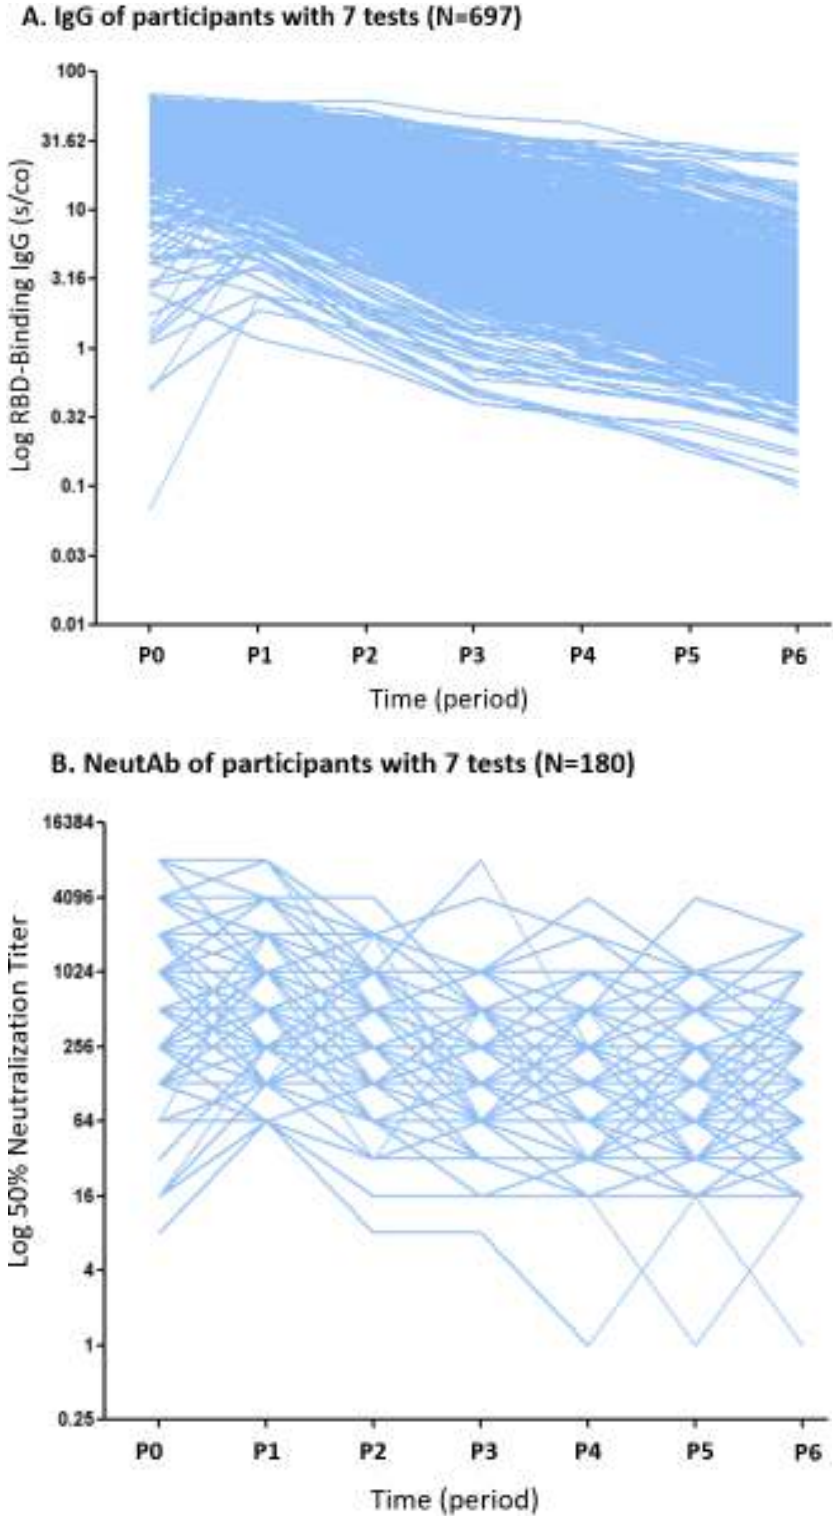 A. IgG of participants with 7 tests (N=697)
Log RBD-Binding IgG (s/co)
100
31.62
10
3.16
1
0.32
0.1
0.03
0.01
P0 P1 P2 P3 P4 P5 P6
Time (period)
B. NeutAb of participants with 7 tests (N=180)
Log 50% Neutralization Titer
16384
4096
1024
256
64
16
4
1
0.25
P0 P1 P2 P3 P4 P5 P6
Time (period)